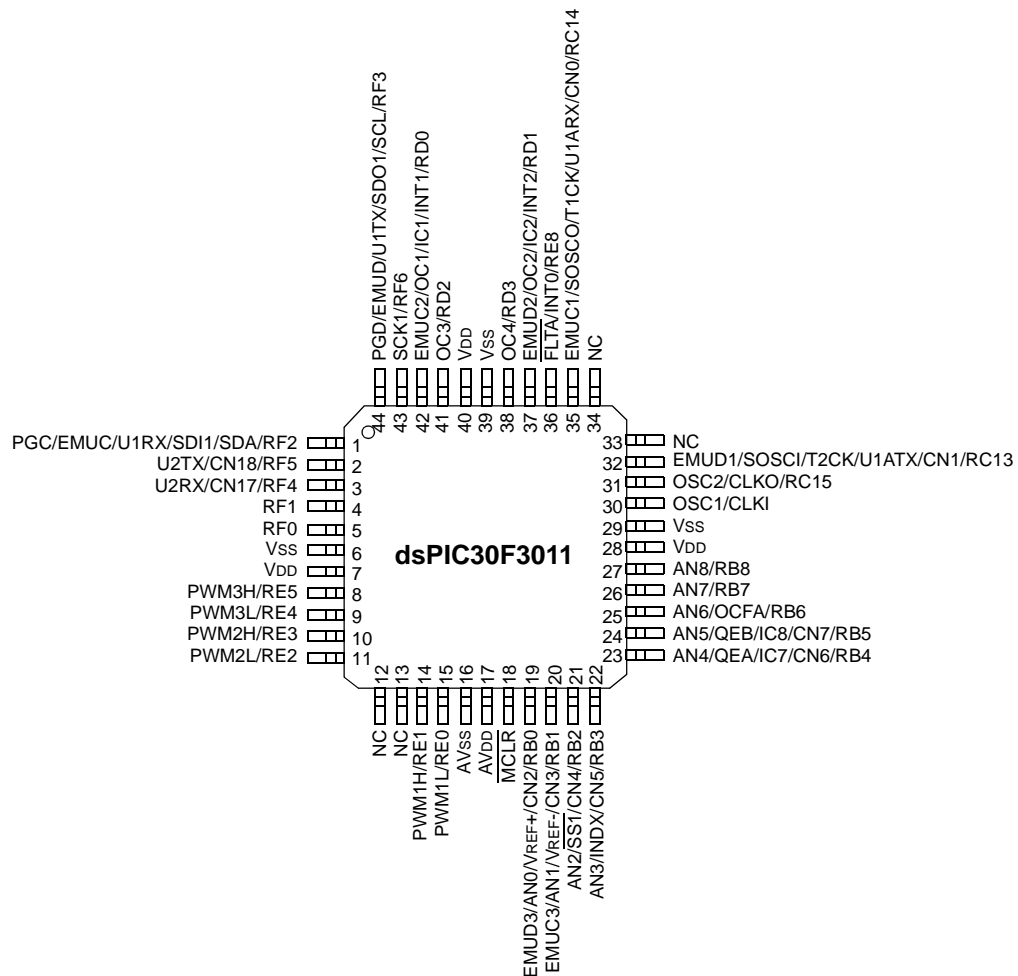 PGD/EMUD/U1TX/SDO1/SCL/RF3
SCK1/RF6
EMUC2/OC1/IC1/INT1/RD0
OC3/RD2
VDD
VSS
OC4/RD3
EMUD2/OC2/IC2/INT2/RD1
FLTA/INT0/RE8
EMUC1/SOSCO/T1CK/U1ARX/CN0/RC14
NC
44
43
42
41
40
39
38
37
36
35
34
PGC/EMUC/U1RX/SDI1/SDA/RF2 1
U2TX/CN18/RF5 2
U2RX/CN17/RF4 3
RF1 4
RF0 5
VSS 6
VDD 7
PWM3H/RE5 8
PWM3L/RE4 9
PWM2H/RE3 10
PWM2L/RE2 11
dsPIC30F3011
33 NC
32 EMUD1/SOSCI/T2CK/U1ATX/CN1/RC13
31 OSC2/CLKO/RC15
30 OSC1/CLKI
29 VSS
28 VDD
27 AN8/RB8
26 AN7/RB7
25 AN6/OCFA/RB6
24 AN5/QEB/IC8/CN7/RB5
23 AN4/QEA/IC7/CN6/RB4
12
13
14
15
16
17
18
19
20
21
22
NC
NC
PWM1H/RE1
PWM1L/RE0
AVSS
AVDD
MCLR
EMUD3/AN0/VREF+/CN2/RB0
EMUC3/AN1/VREF-/CN3/RB1
AN2/SS1/CN4/RB2
AN3/INDX/CN5/RB3